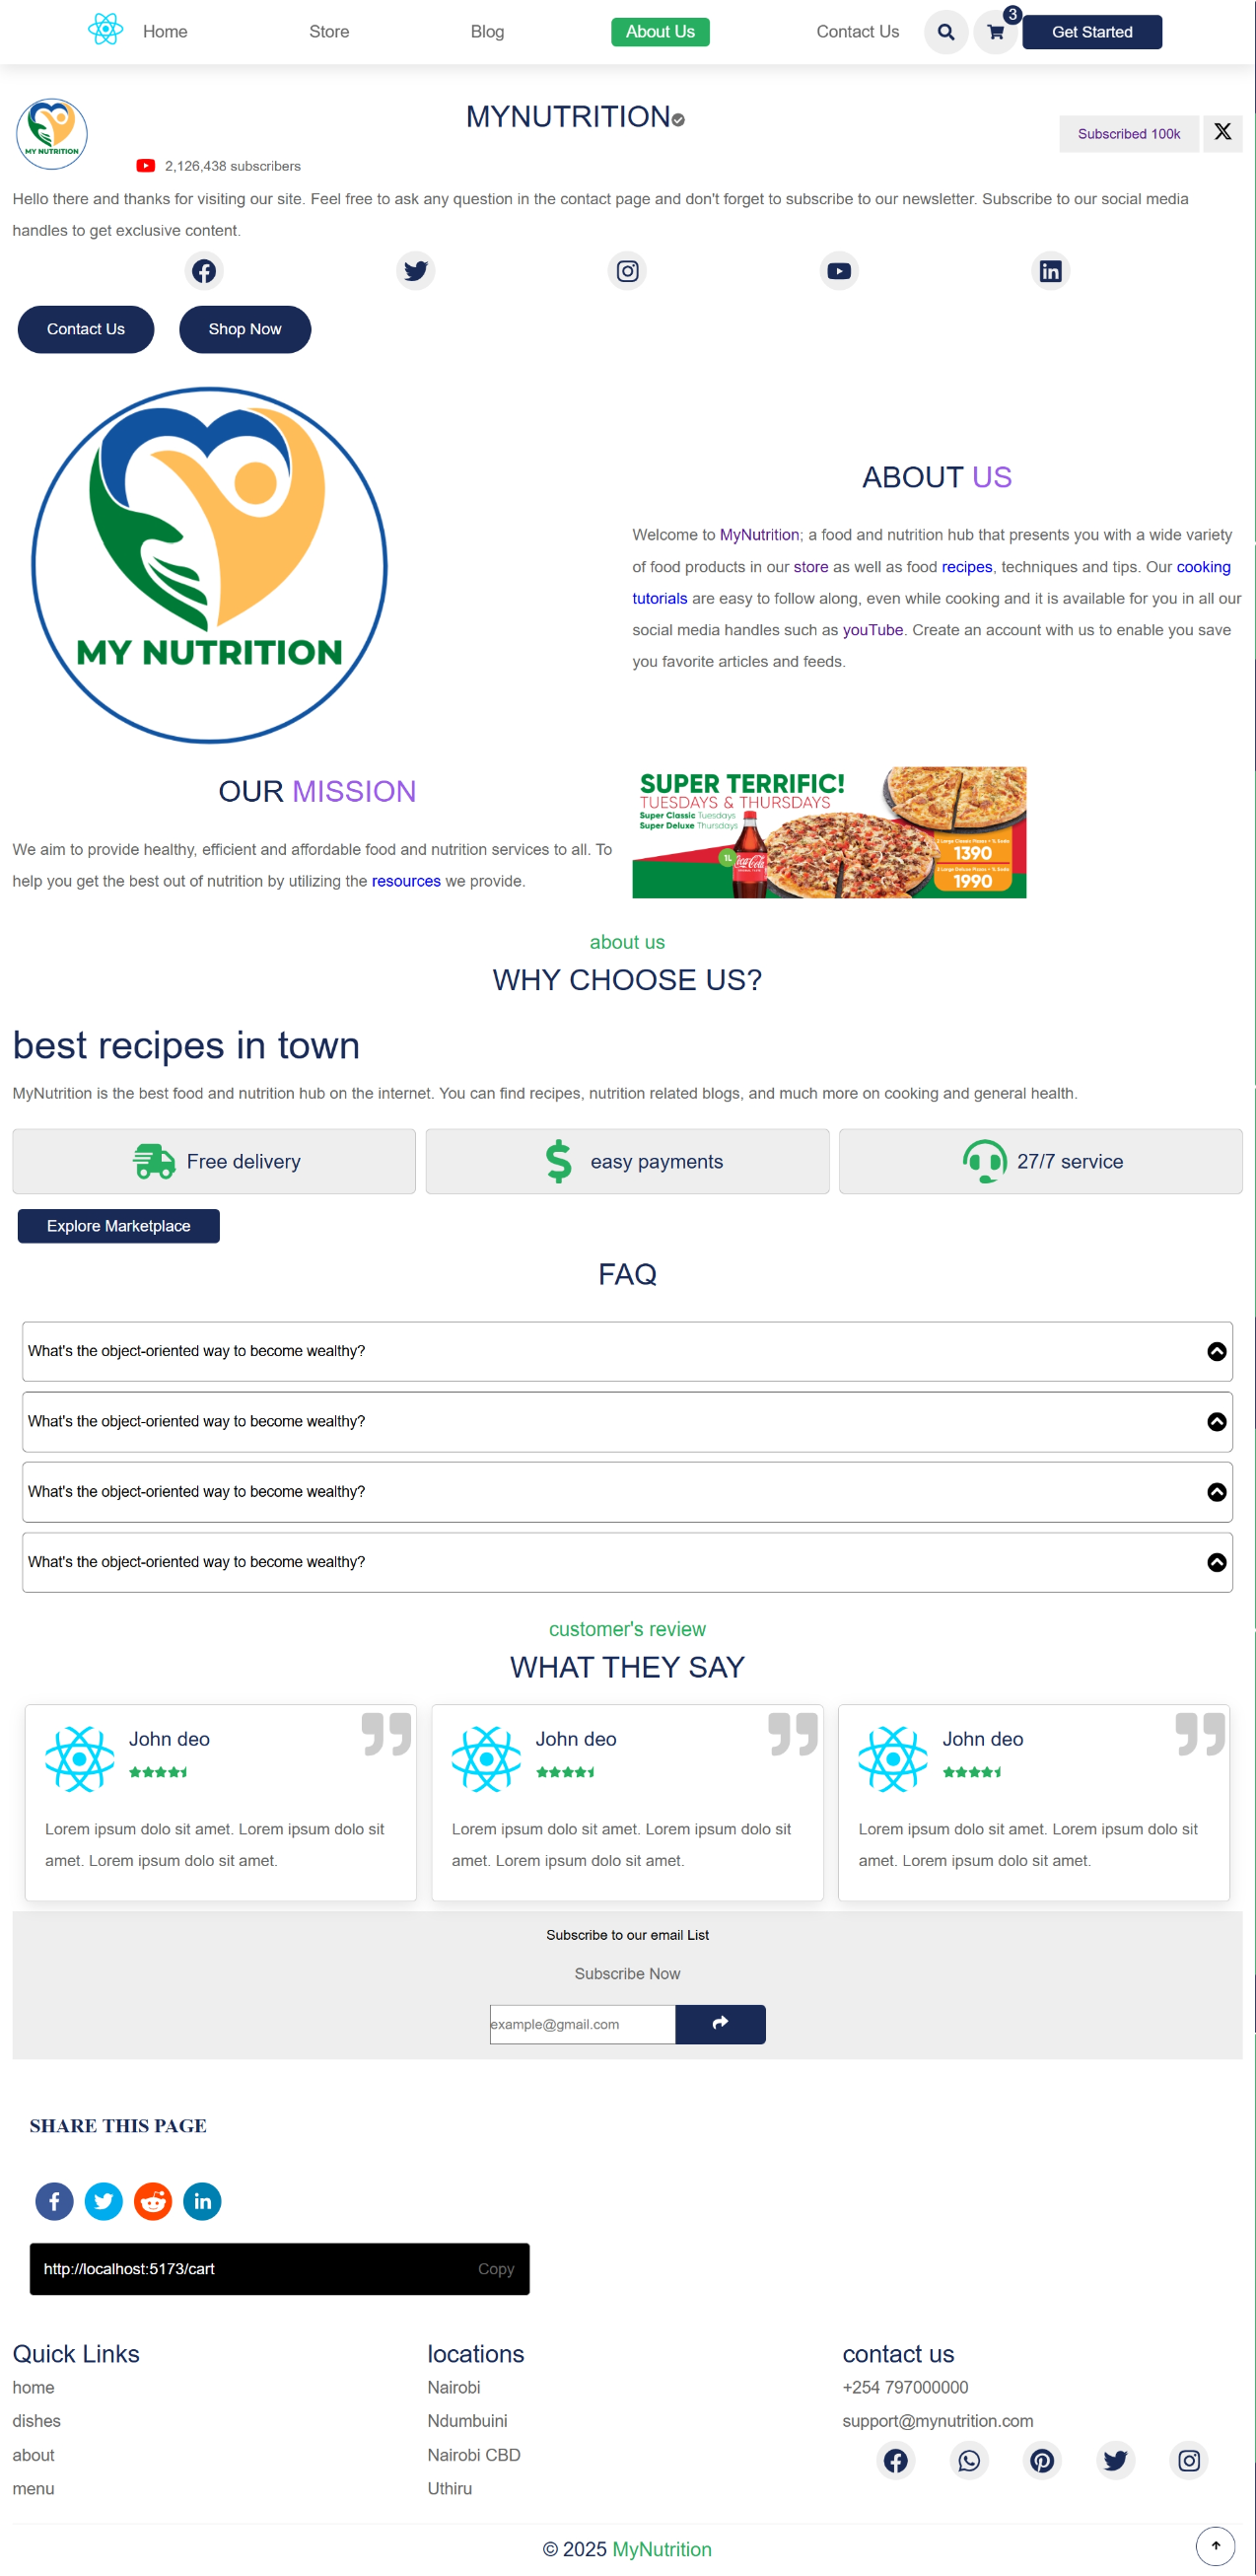 Home Store Blog About Us Contact Us 3 Get Started
MY NUTRITION
MYNUTRITION
Subscribed 100k
2,126,438 subscribers
Hello there and thanks for visiting our site. Feel free to ask any question in the contact page and don't forget to subscribe to our newsletter. Subscribe to our social media
handles to get exclusive content.
Contact Us Shop Now
MY NUTRITION
ABOUT US
Welcome to MyNutrition; a food and nutrition hub that presents you with a wide variety
of food products in our store as well as food recipes, techniques and tips. Our cooking
tutorials are easy to follow along, even while cooking and it is available for you in all our
social media handles such as youTube. Create an account with us to enable you save
you favorite articles and feeds.
OUR MISSION
We aim to provide healthy, efficient and affordable food and nutrition services to all. To
help you get the best out of nutrition by utilizing the resources we provide.
SUPER TERRIFIC!
TUESDAYS & THURSDAYS
Super Classic Tuesdays
Super Deluxe Thursdays
1L
Coca-Cola
2 Large Classic Pizzas + 1L Soda
1390
2 Large Deluxe Pizzas + 1L Soda
1990
about us
WHY CHOOSE US?
best recipes in town
MyNutrition is the best food and nutrition hub on the internet. You can find recipes, nutrition related blogs, and much more on cooking and general health.
Free delivery
easy payments
27/7 service
Explore Marketplace
FAQ
What's the object-oriented way to become wealthy?
What's the object-oriented way to become wealthy?
What's the object-oriented way to become wealthy?
What's the object-oriented way to become wealthy?
customer's review
WHAT THEY SAY
John deo
Lorem ipsum dolo sit amet. Lorem ipsum dolo sit
amet. Lorem ipsum dolo sit amet.
John deo
Lorem ipsum dolo sit amet. Lorem ipsum dolo sit
amet. Lorem ipsum dolo sit amet.
John deo
Lorem ipsum dolo sit amet. Lorem ipsum dolo sit
amet. Lorem ipsum dolo sit amet.
Subscribe to our email List
Subscribe Now
example@gmail.com
SHARE THIS PAGE
http://localhost:5173/cart Copy
Quick Links
home
dishes
about
menu
locations
Nairobi
Ndumbuini
Nairobi CBD
Uthiru
contact us
+254 797000000
support@mynutrition.com
© 2025 MyNutrition